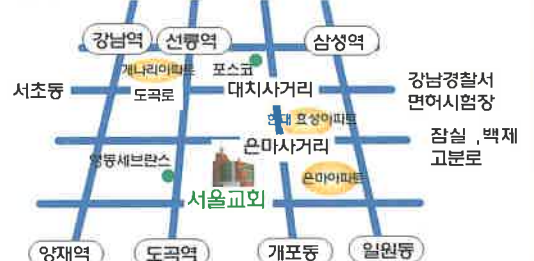 강남역 선릉역 삼성역
개나리아파트 포스코
서초동 도곡로 대치사거리 강남경찰서
면허시험장
현대 효성아파트
은마사거리 잠실 ,백제
고분로
영동세브란스
은마아파트
서울교회
양재역 도곡역 개포동 일원동